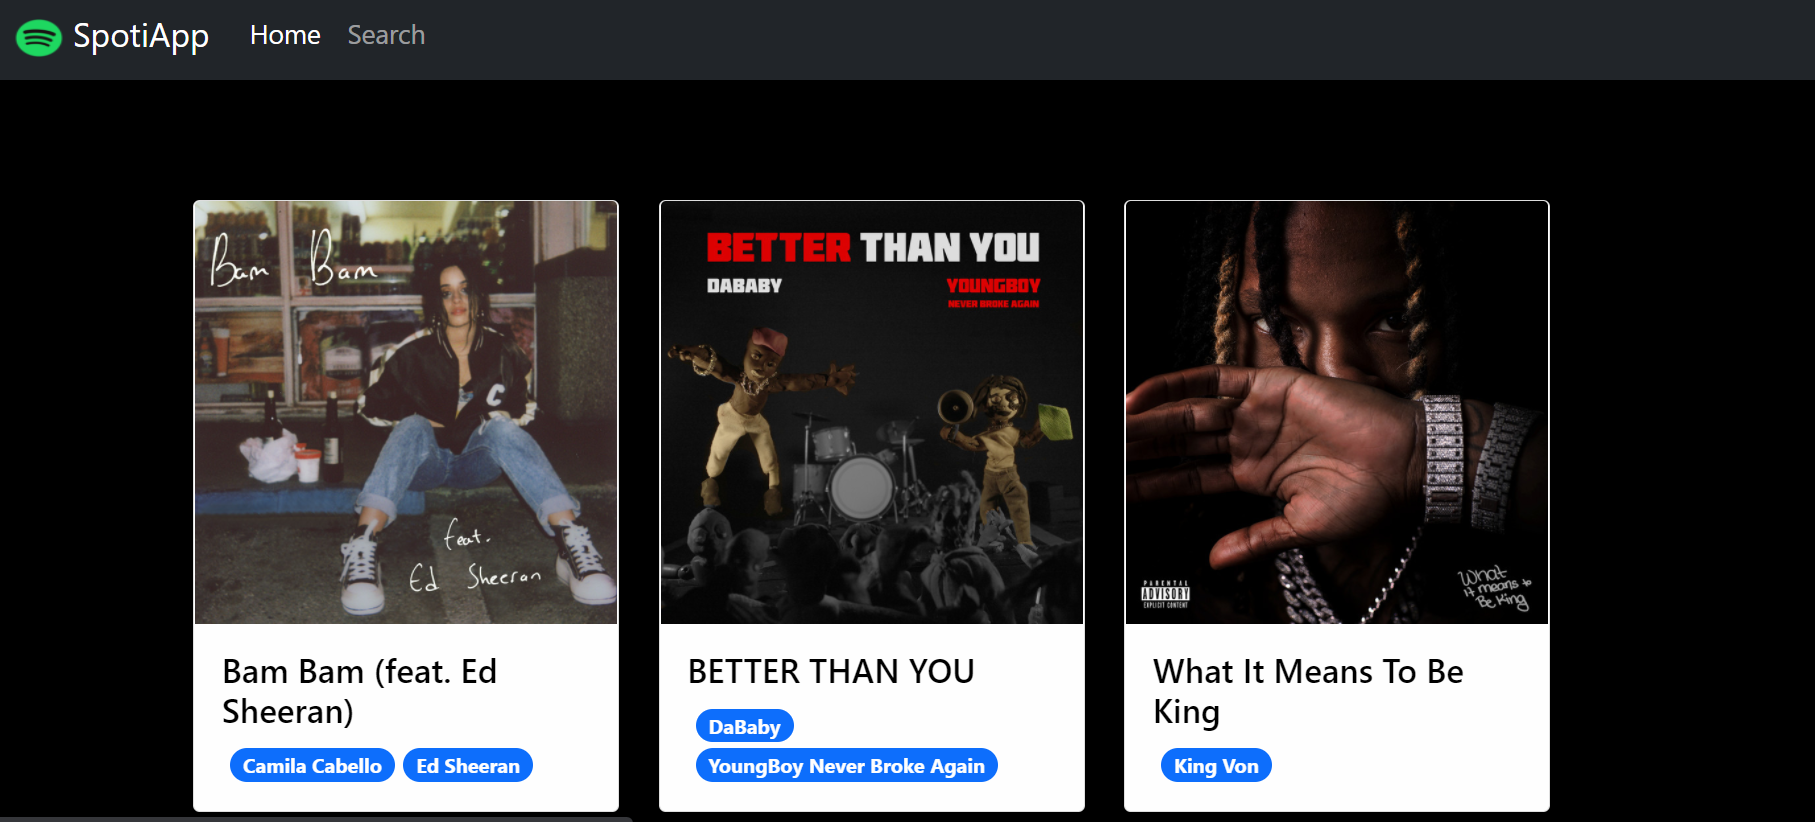 SpotiApp Home Search
Bam Bam
feat.
Ed Sheeran
C
Bam Bam (feat. Ed
Sheeran)
Camila Cabello Ed Sheeran
BETTER THAN YOU
DABABY YOUNGBOY
NEVER BROKE AGAIN
BETTER THAN YOU
DaBaby
YoungBoy Never Broke Again
PARENTAL
ADVISORY
EXPLICIT CONTENT
What
it means to
Be King
What It Means To Be
King
King Von